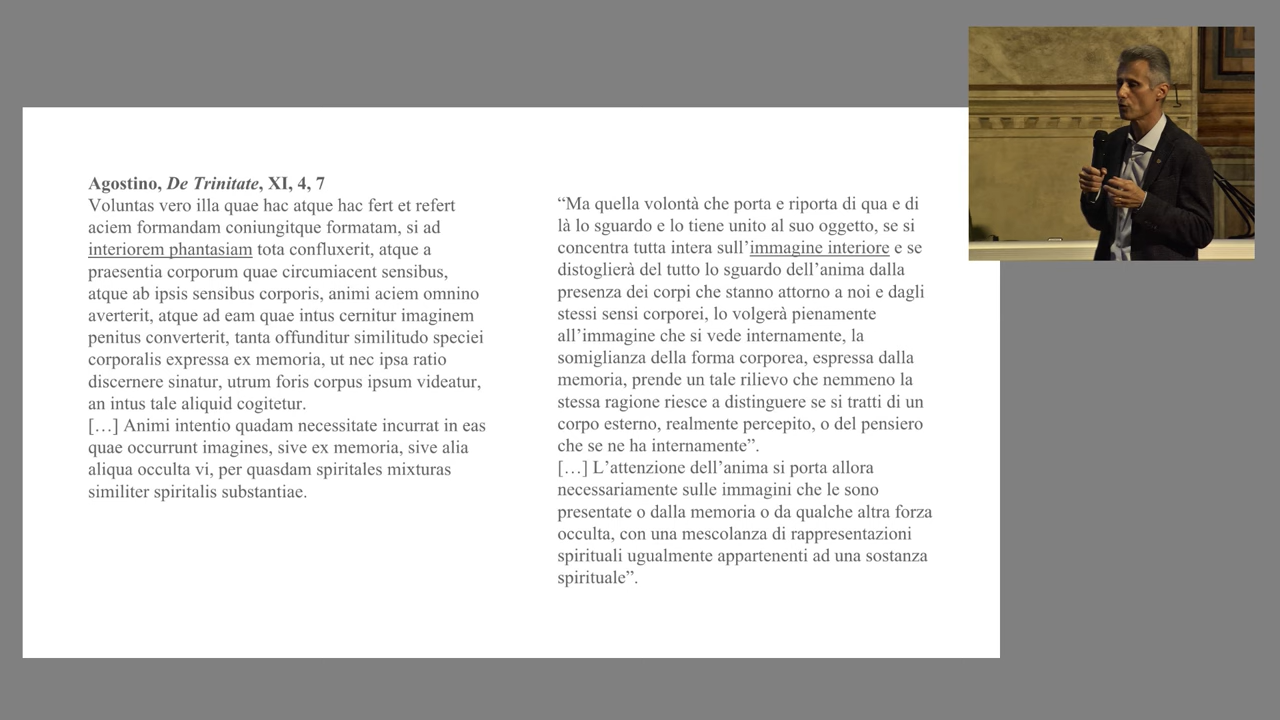 Agostino, De Trinitate, XI, 4, 7
Voluntas vero illa quae hac atque hac fert et refert
aciem formandam coniungitque formatam, si ad
interiorem phantasiam tota confluxerit, atque a
praesentia corporum quae circumiacent sensibus,
atque ab ipsis sensibus corporis, animi aciem omnino
averterit, atque ad eam quae intus cernitur imaginem
penitus converterit, tanta offunditur similitudo speciei
corporalis expressa ex memoria, ut nec ipsa ratio
discernere sinatur, utrum foris corpus ipsum videatur,
an intus tale aliquid cogitetur.
[…] Animi intentio quadam necessitate incurrat in eas
quae occurrunt imagines, sive ex memoria, sive alia
aliqua occulta vi, per quasdam spiritales mixturas
similiter spiritalis substantiae.
“Ma quella volontà che porta e riporta di qua e di
là lo sguardo e lo tiene unito al suo oggetto, se si
concentra tutta intera sull’immagine interiore e se
distoglierà del tutto lo sguardo dell’anima dalla
presenza dei corpi che stanno attorno a noi e dagli
stessi sensi corporei, lo volgerà pienamente
all’immagine che si vede internamente, la
somiglianza della forma corporea, espressa dalla
memoria, prende un tale rilievo che nemmeno la
stessa ragione riesce a distinguere se si tratti di un
corpo esterno, realmente percepito, o del pensiero
che se ne ha internamente”.
[…] L’attenzione dell’anima si porta allora
necessariamente sulle immagini che le sono
presentate o dalla memoria o da qualche altra forza
occulta, con una mescolanza di rappresentazioni
spirituali ugualmente appartenenti ad una sostanza
spirituale”.